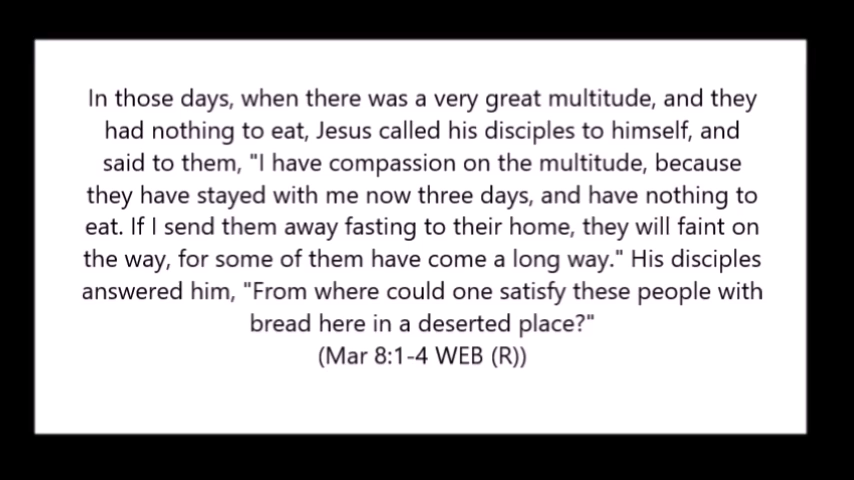 In those days, when there was a very great multitude, and they
had nothing to eat, Jesus called his disciples to himself, and
said to them, "I have compassion on the multitude, because
they have stayed with me now three days, and have nothing to
eat. If I send them away fasting to their home, they will faint on
the way, for some of them have come a long way." His disciples
answered him, "From where could one satisfy these people with
bread here in a deserted place?"
(Mar 8:1-4 WEB (R))